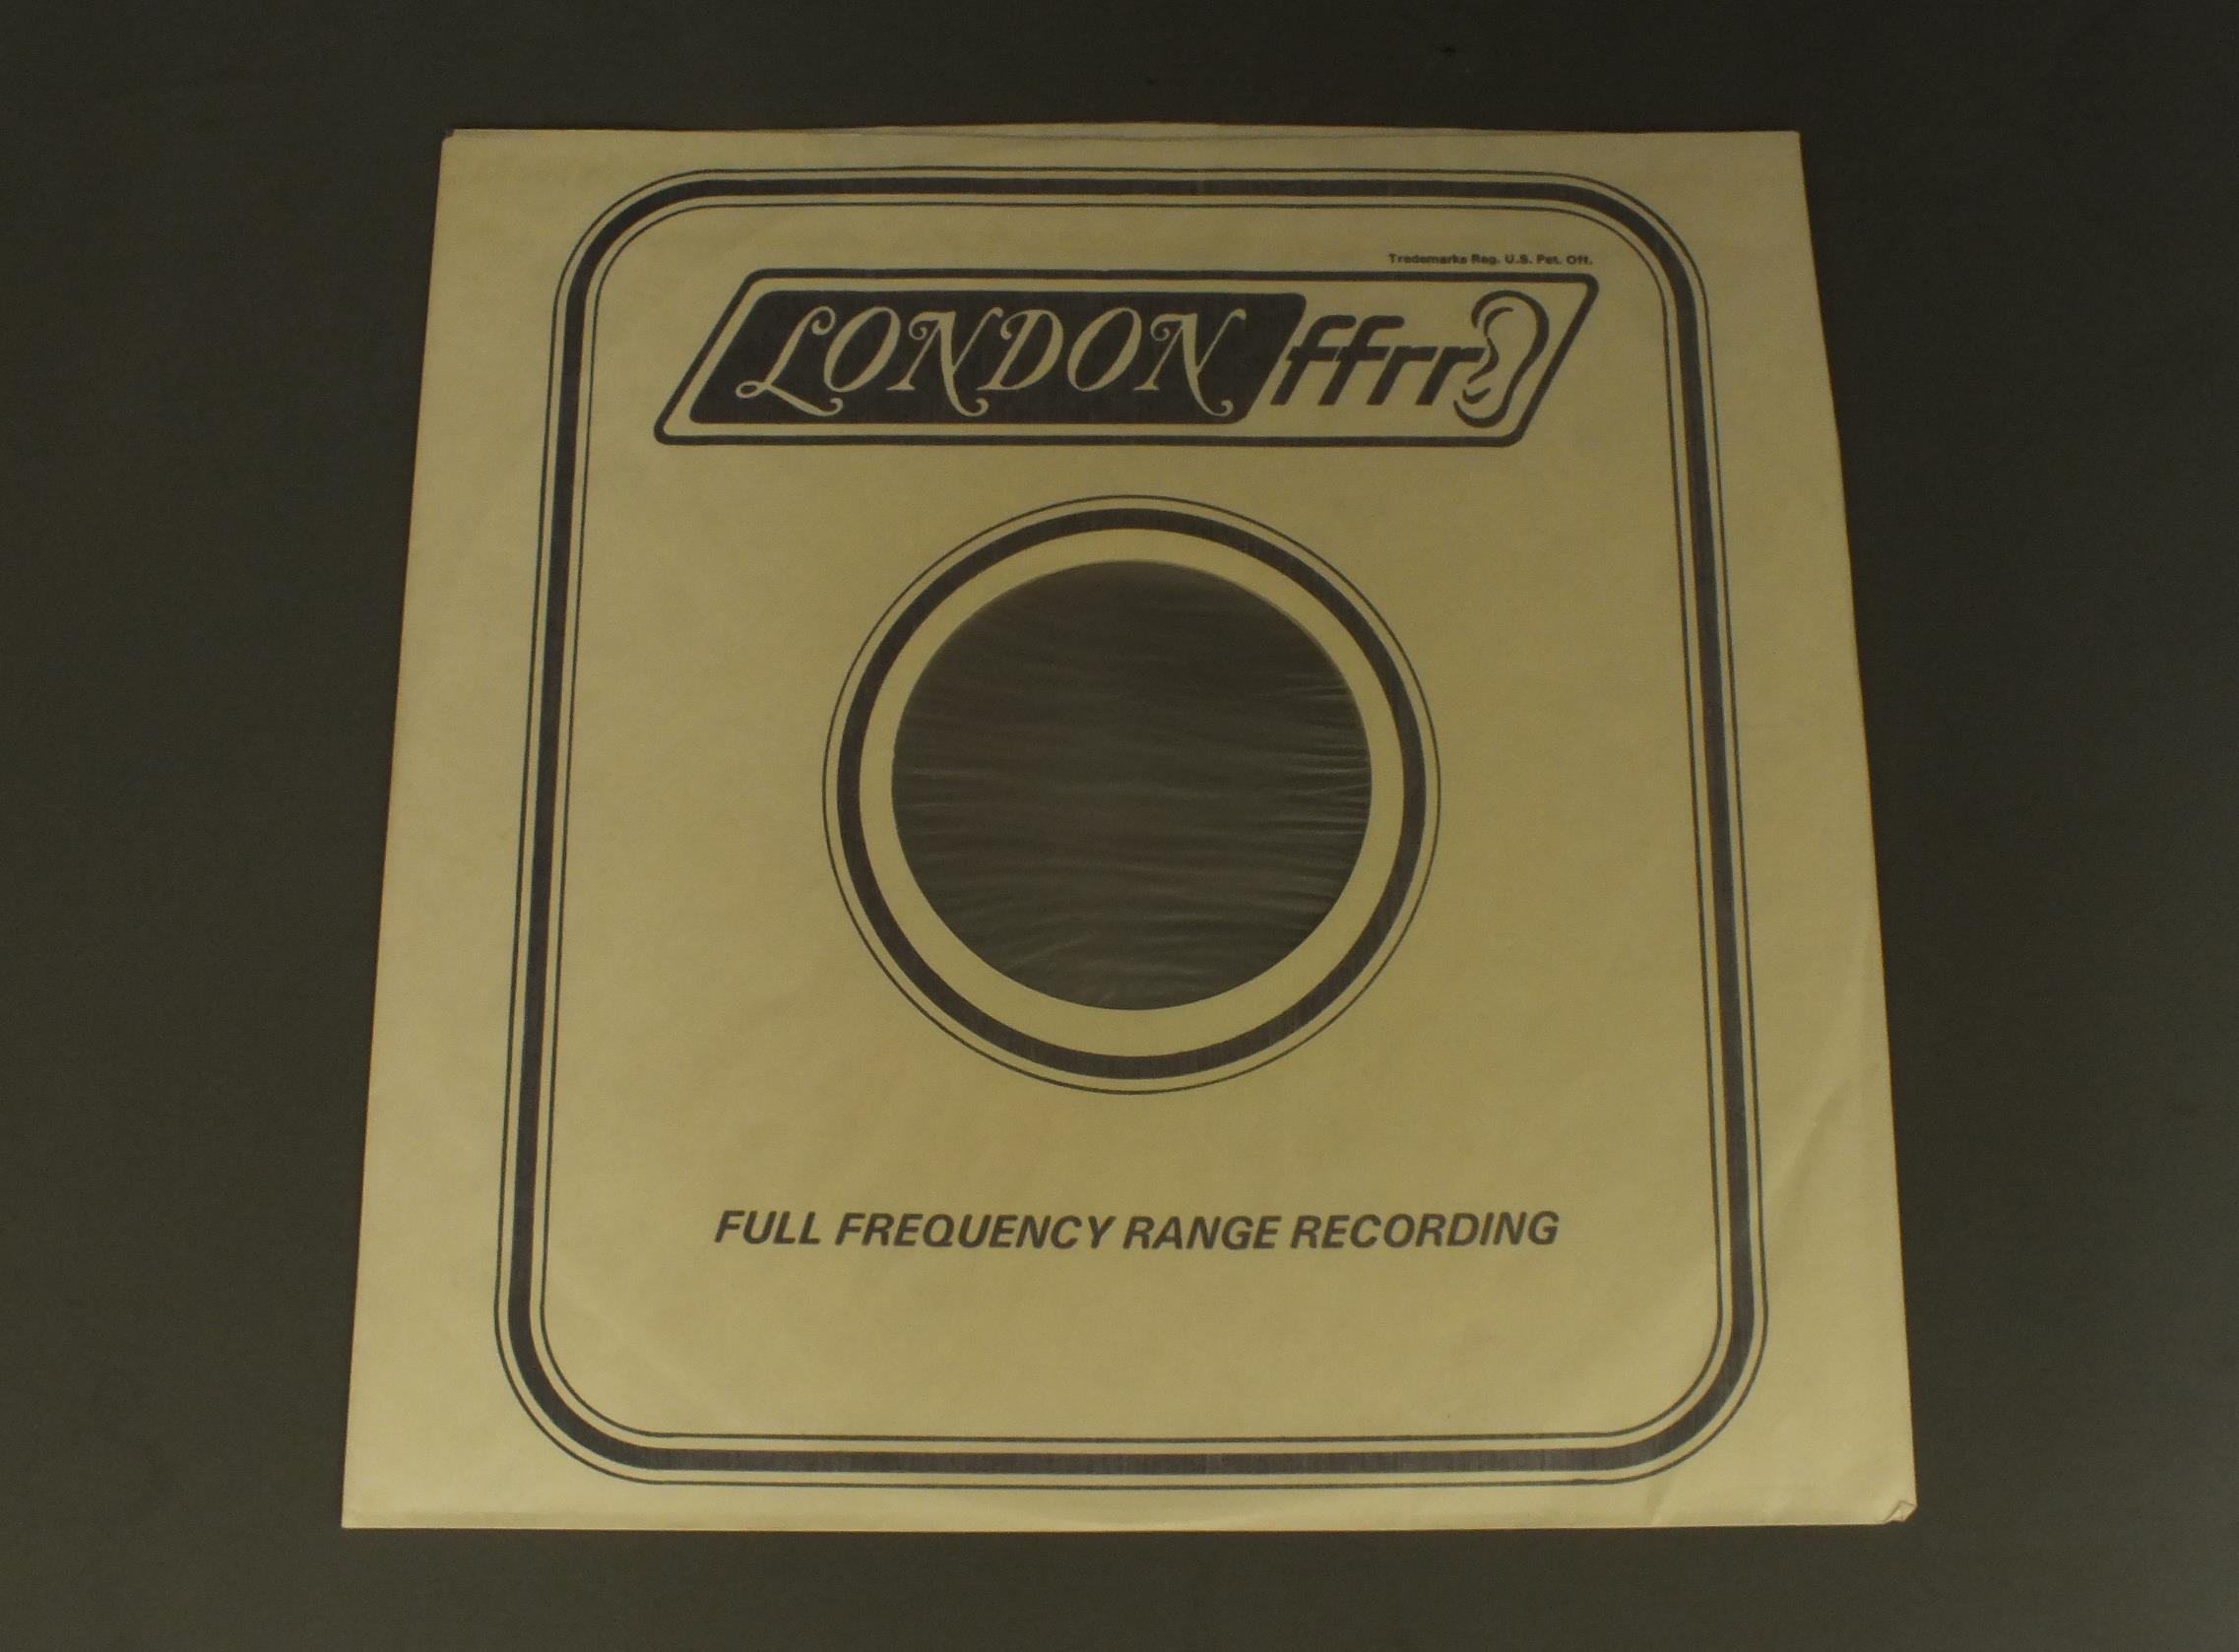 Trademarks Reg. U.S. Pat. Off.
LONDON ffrr
FULL FREQUENCY RANGE RECORDING